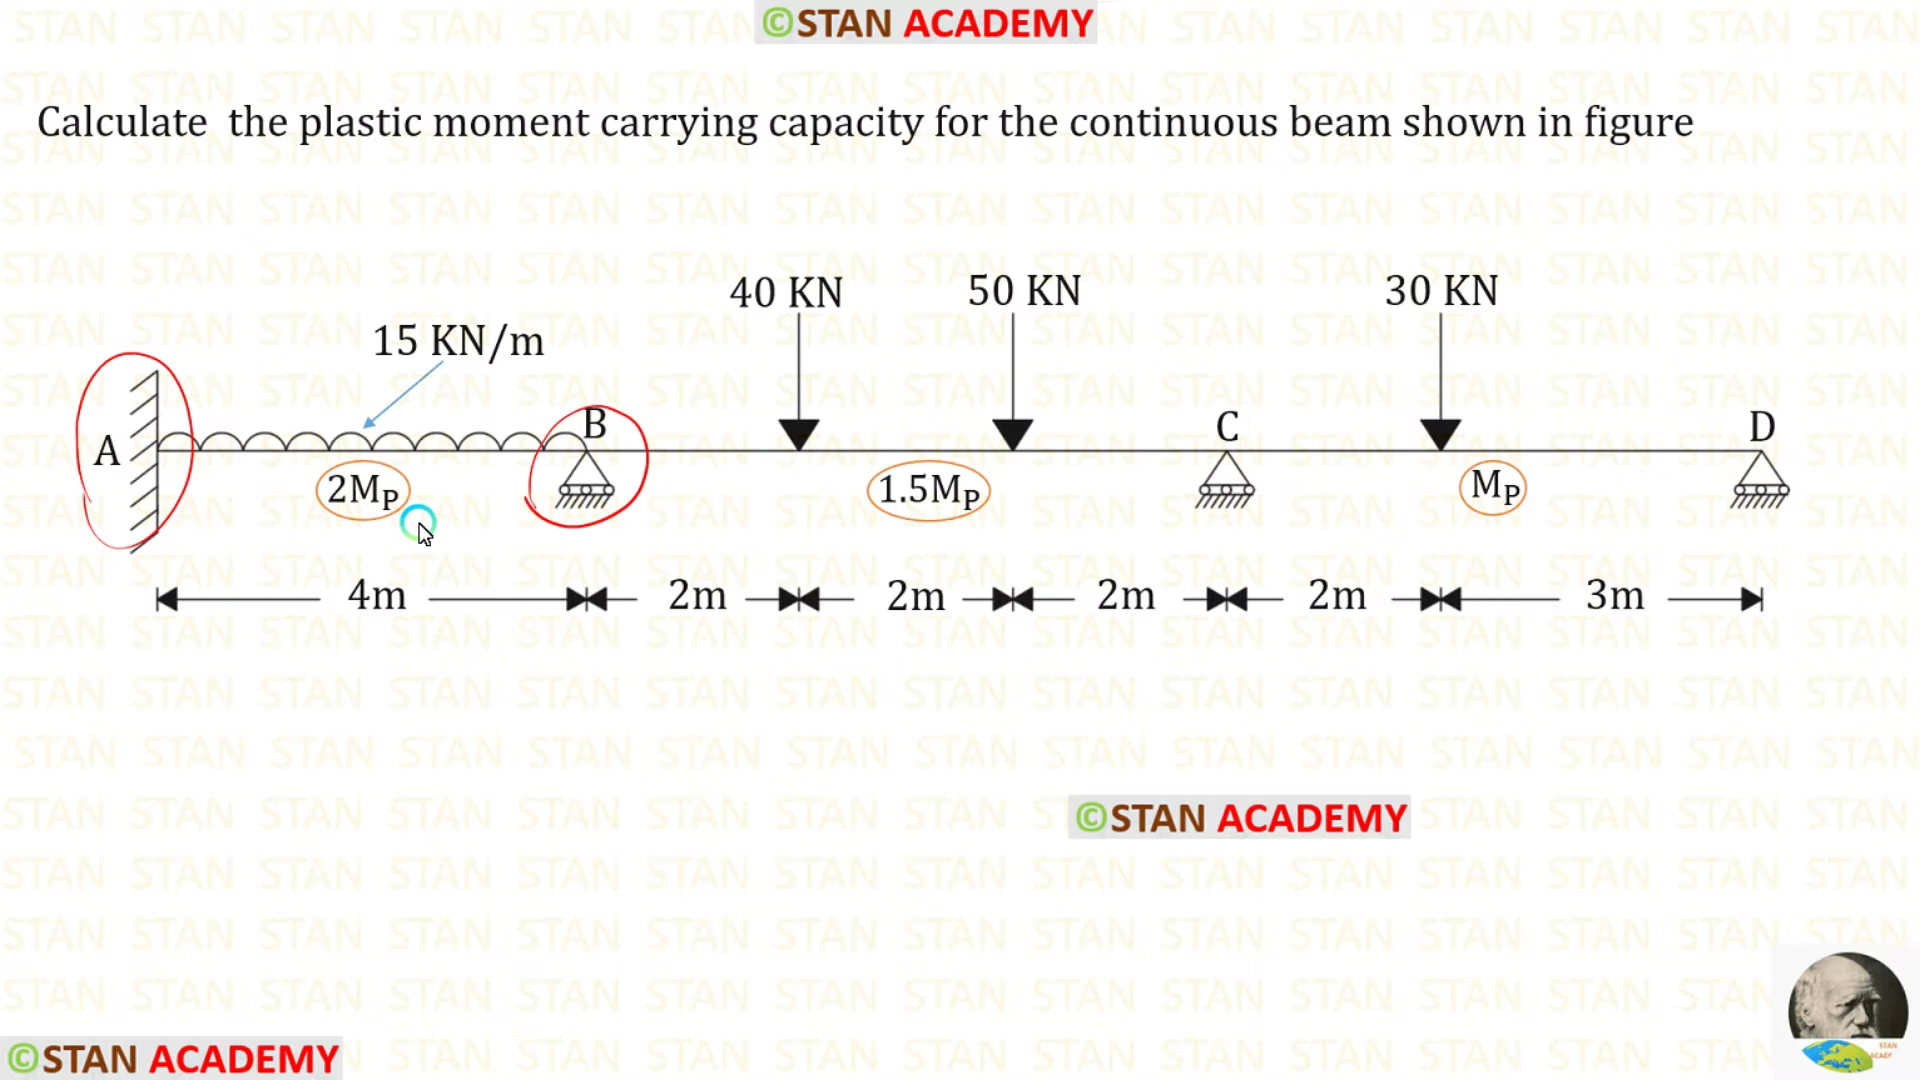 ©STAN ACADEMY
Calculate the plastic moment carrying capacity for the continuous beam shown in figure
40 KN
50 KN
30 KN
15 KN/m
A
B
C
D
2MP
1.5MP
MP
4m
2m
2m
2m
2m
3m
©STAN ACADEMY
©STAN ACADEMY